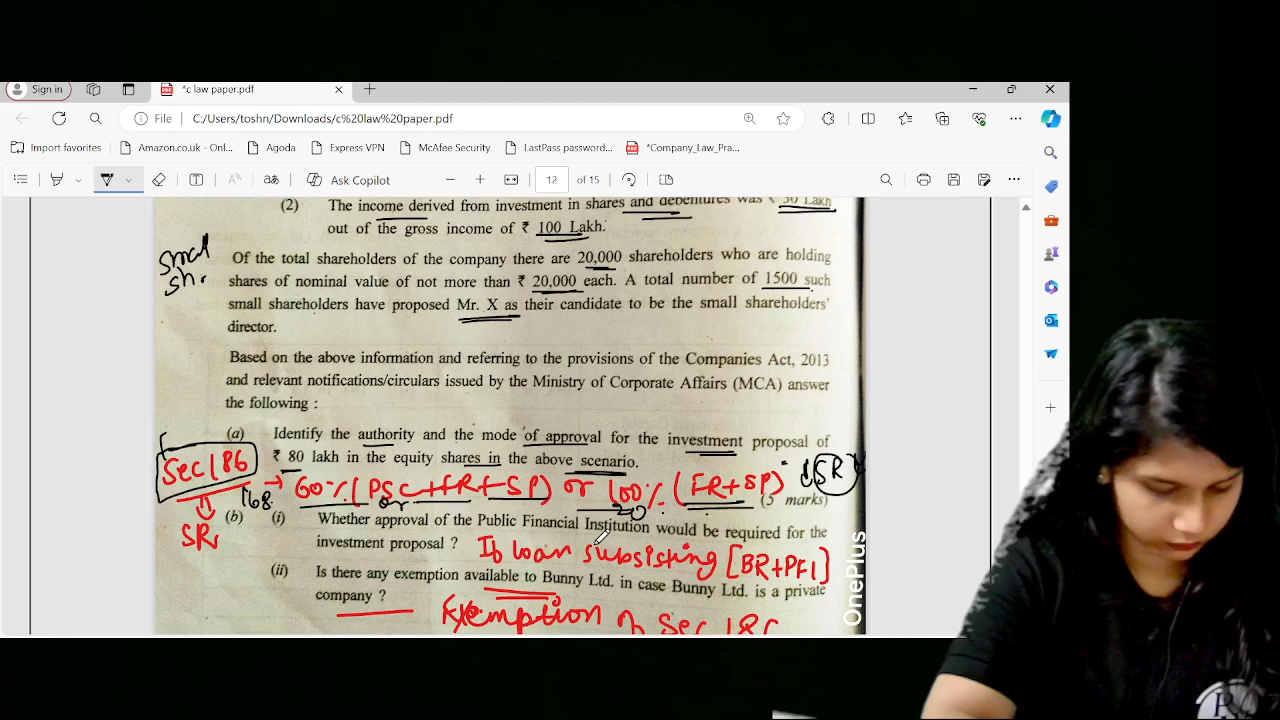 Sign in
*c law paper.pdf
File
C:/Users/toshn/Downloads/c%20law%20paper.pdf
Import favorites
Amazon.co.uk - Onl...
Agoda
Express VPN
McAfee Security
LastPass password...
*Company_Law_Pra...
Ask Copilot
12 of 15
(2) The income derived from investment in shares and debentures was ₹ 50 Lakh
out of the gross income of ₹ 100 Lakh.
small
sh.
Of the total shareholders of the company there are 20,000 shareholders who are holding
shares of nominal value of not more than ₹ 20,000 each. A total number of 1500 such
small shareholders have proposed Mr. X as their candidate to be the small shareholders'
director.
Based on the above information and referring to the provisions of the Companies Act, 2013
and relevant notifications/circulars issued by the Ministry of Corporate Affairs (MCA) answer
the following :
(a) Identify the authority and the mode of approval for the investment proposal of
₹ 80 lakh in the equity shares in the above scenario.
Sec 186
SR
168
60% (PSC+FR+SP) or 100% (FR+SP)
or
20
SR
(5 marks)
(b) (i) Whether approval of the Public Financial Institution would be required for the
investment proposal ?
If loan subsisting [BR+PFI]
(ii) Is there any exemption available to Bunny Ltd. in case Bunny Ltd. is a private
company ?
Exemption
OnePlus